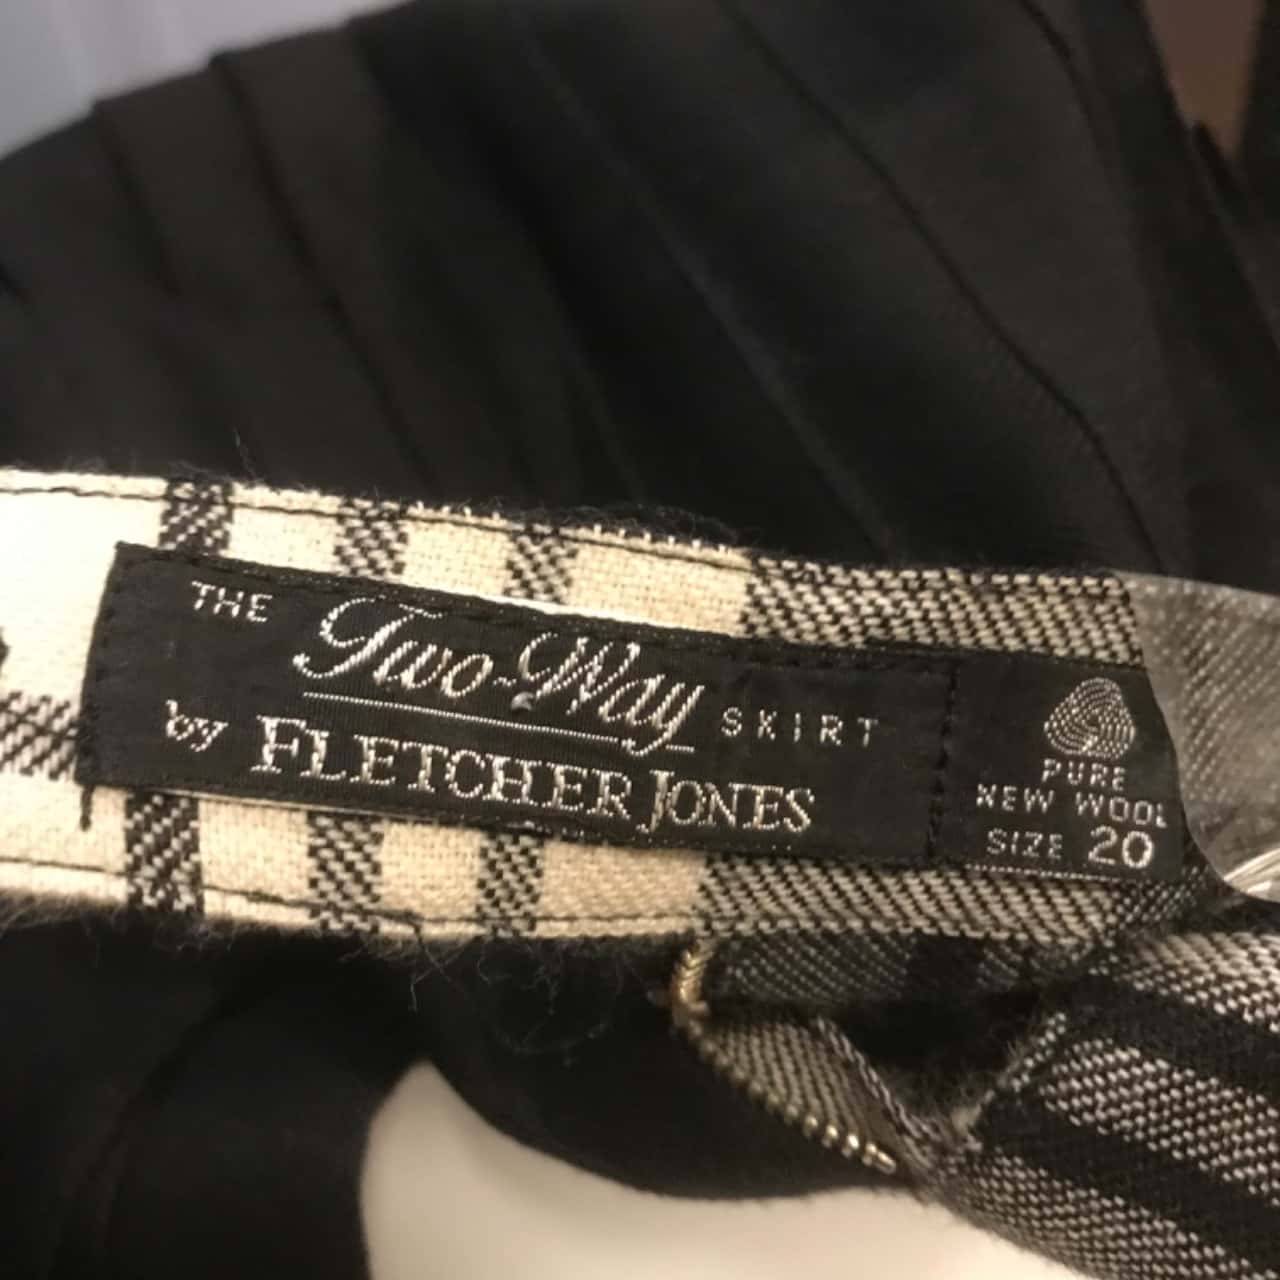 THE Two-Way SKIRT
by FLETCHER JONES
PURE
NEW WOOL
SIZE 20